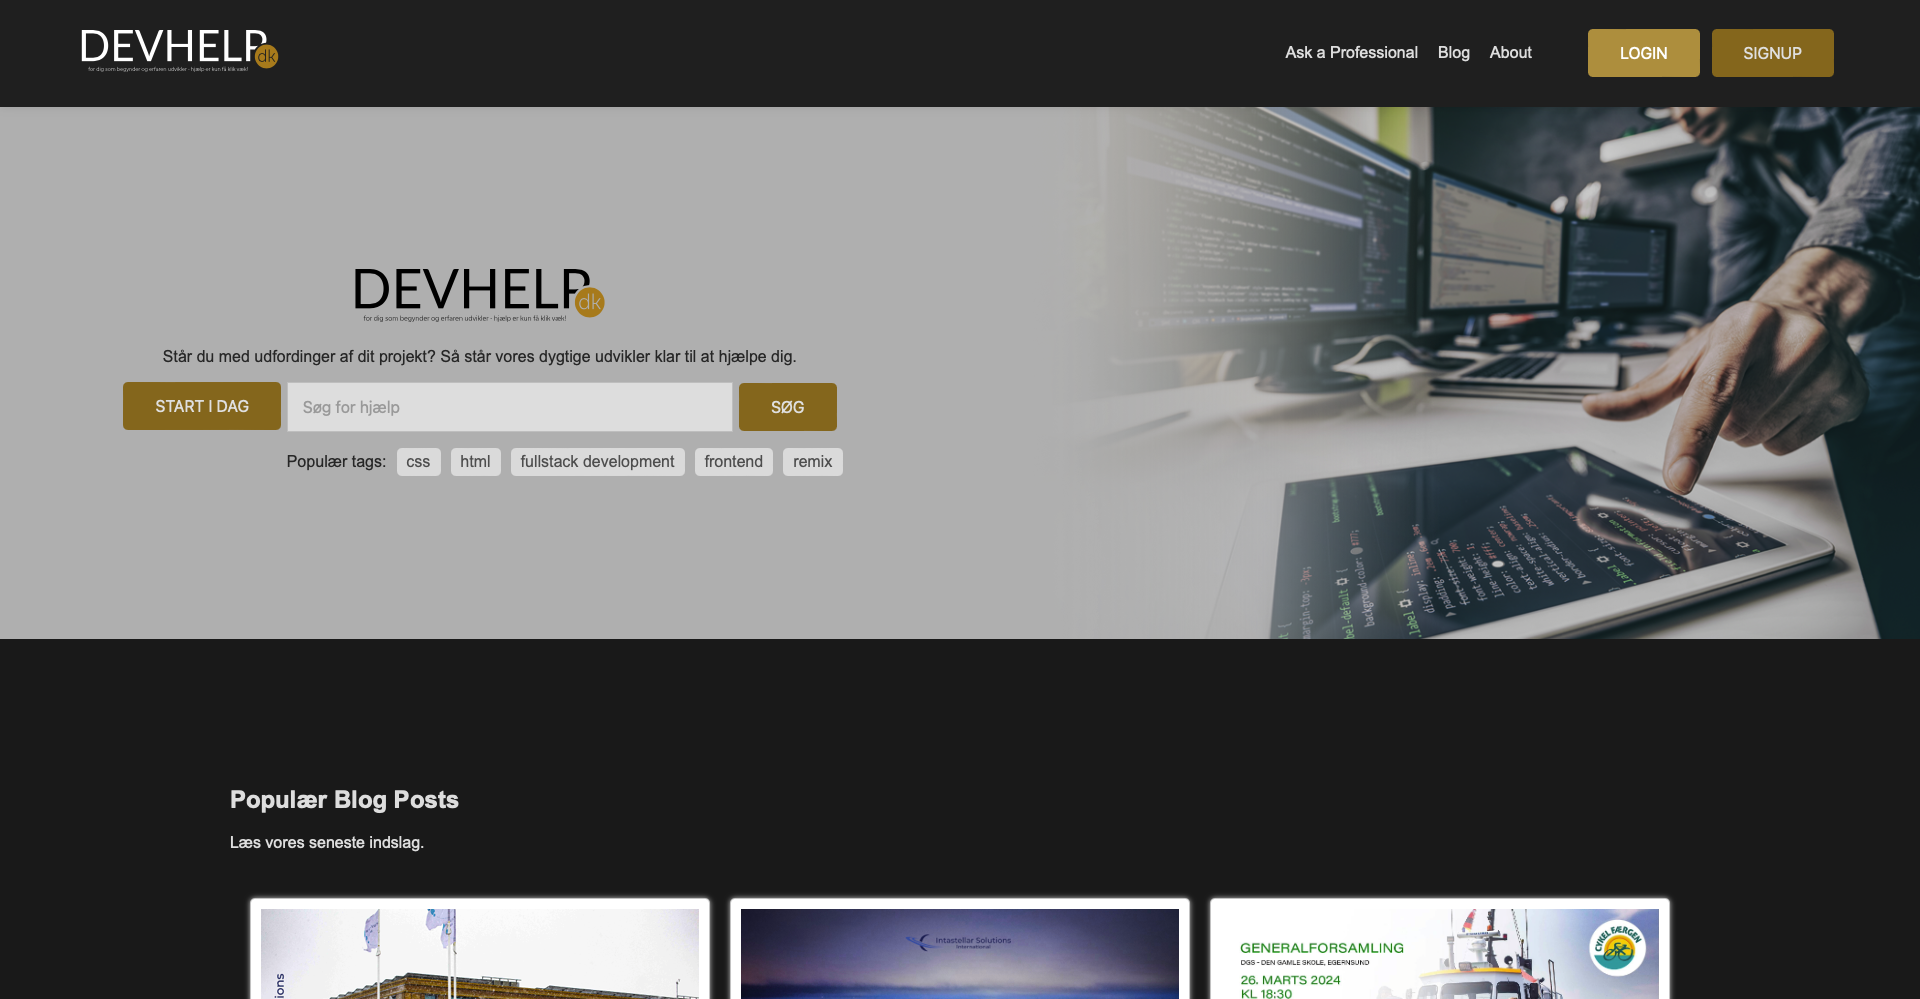 DEVHELP dk
for dig som begynder og erfaren udvikler - hjælp er kun få klik væk!
Ask a Professional
Blog
About
LOGIN
SIGNUP
DEVHELP dk
for dig som begynder og erfaren udvikler - hjælp er kun få klik væk!
Står du med udfordinger af dit projekt? Så står vores dygtige udvikler klar til at hjælpe dig.
START I DAG
Søg for hjælp
SØG
Populær tags: css html fullstack development frontend remix
Populær Blog Posts
Læs vores seneste indslag.
Intastellar Solutions
International
GENERALFORSAMLING
DGS - DEN GAMLE SKOLE, EGERNSUND
26. MARTS 2024
KL 18:30
CYKEL FÆRGEN